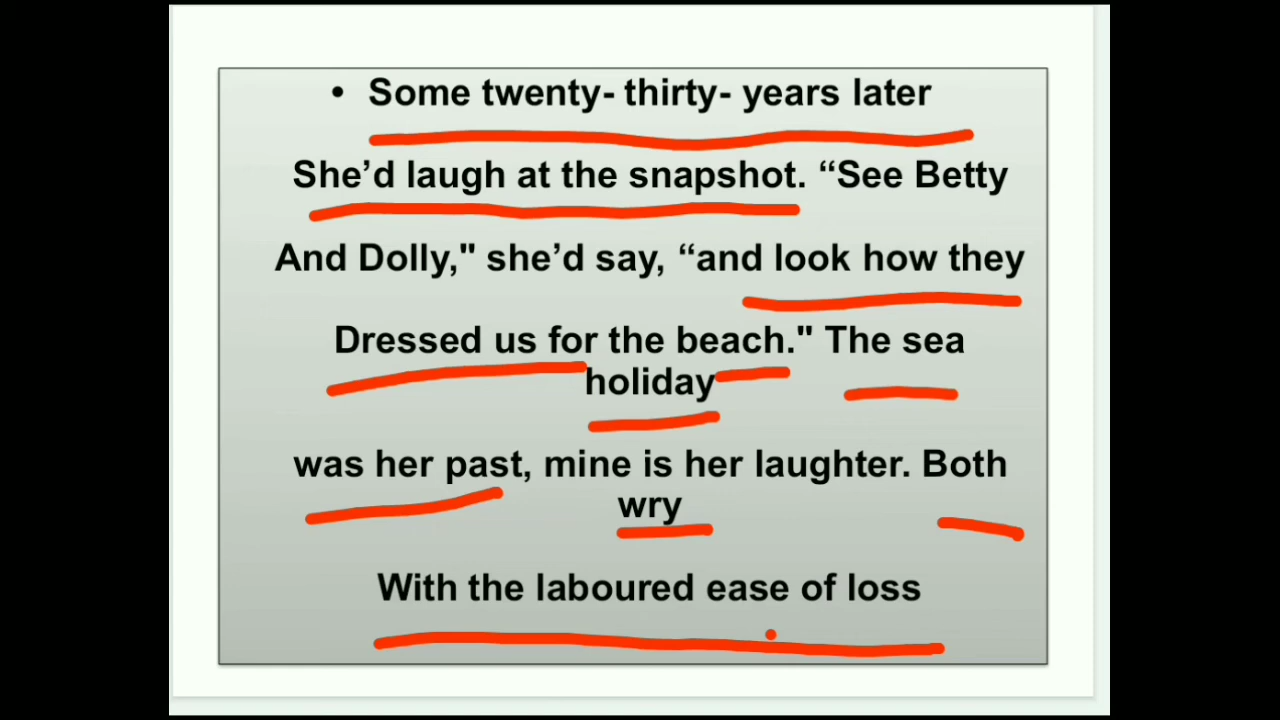 • Some twenty- thirty- years later
She’d laugh at the snapshot. “See Betty
And Dolly," she’d say, “and look how they
Dressed us for the beach." The sea
holiday
was her past, mine is her laughter. Both
wry
With the laboured ease of loss